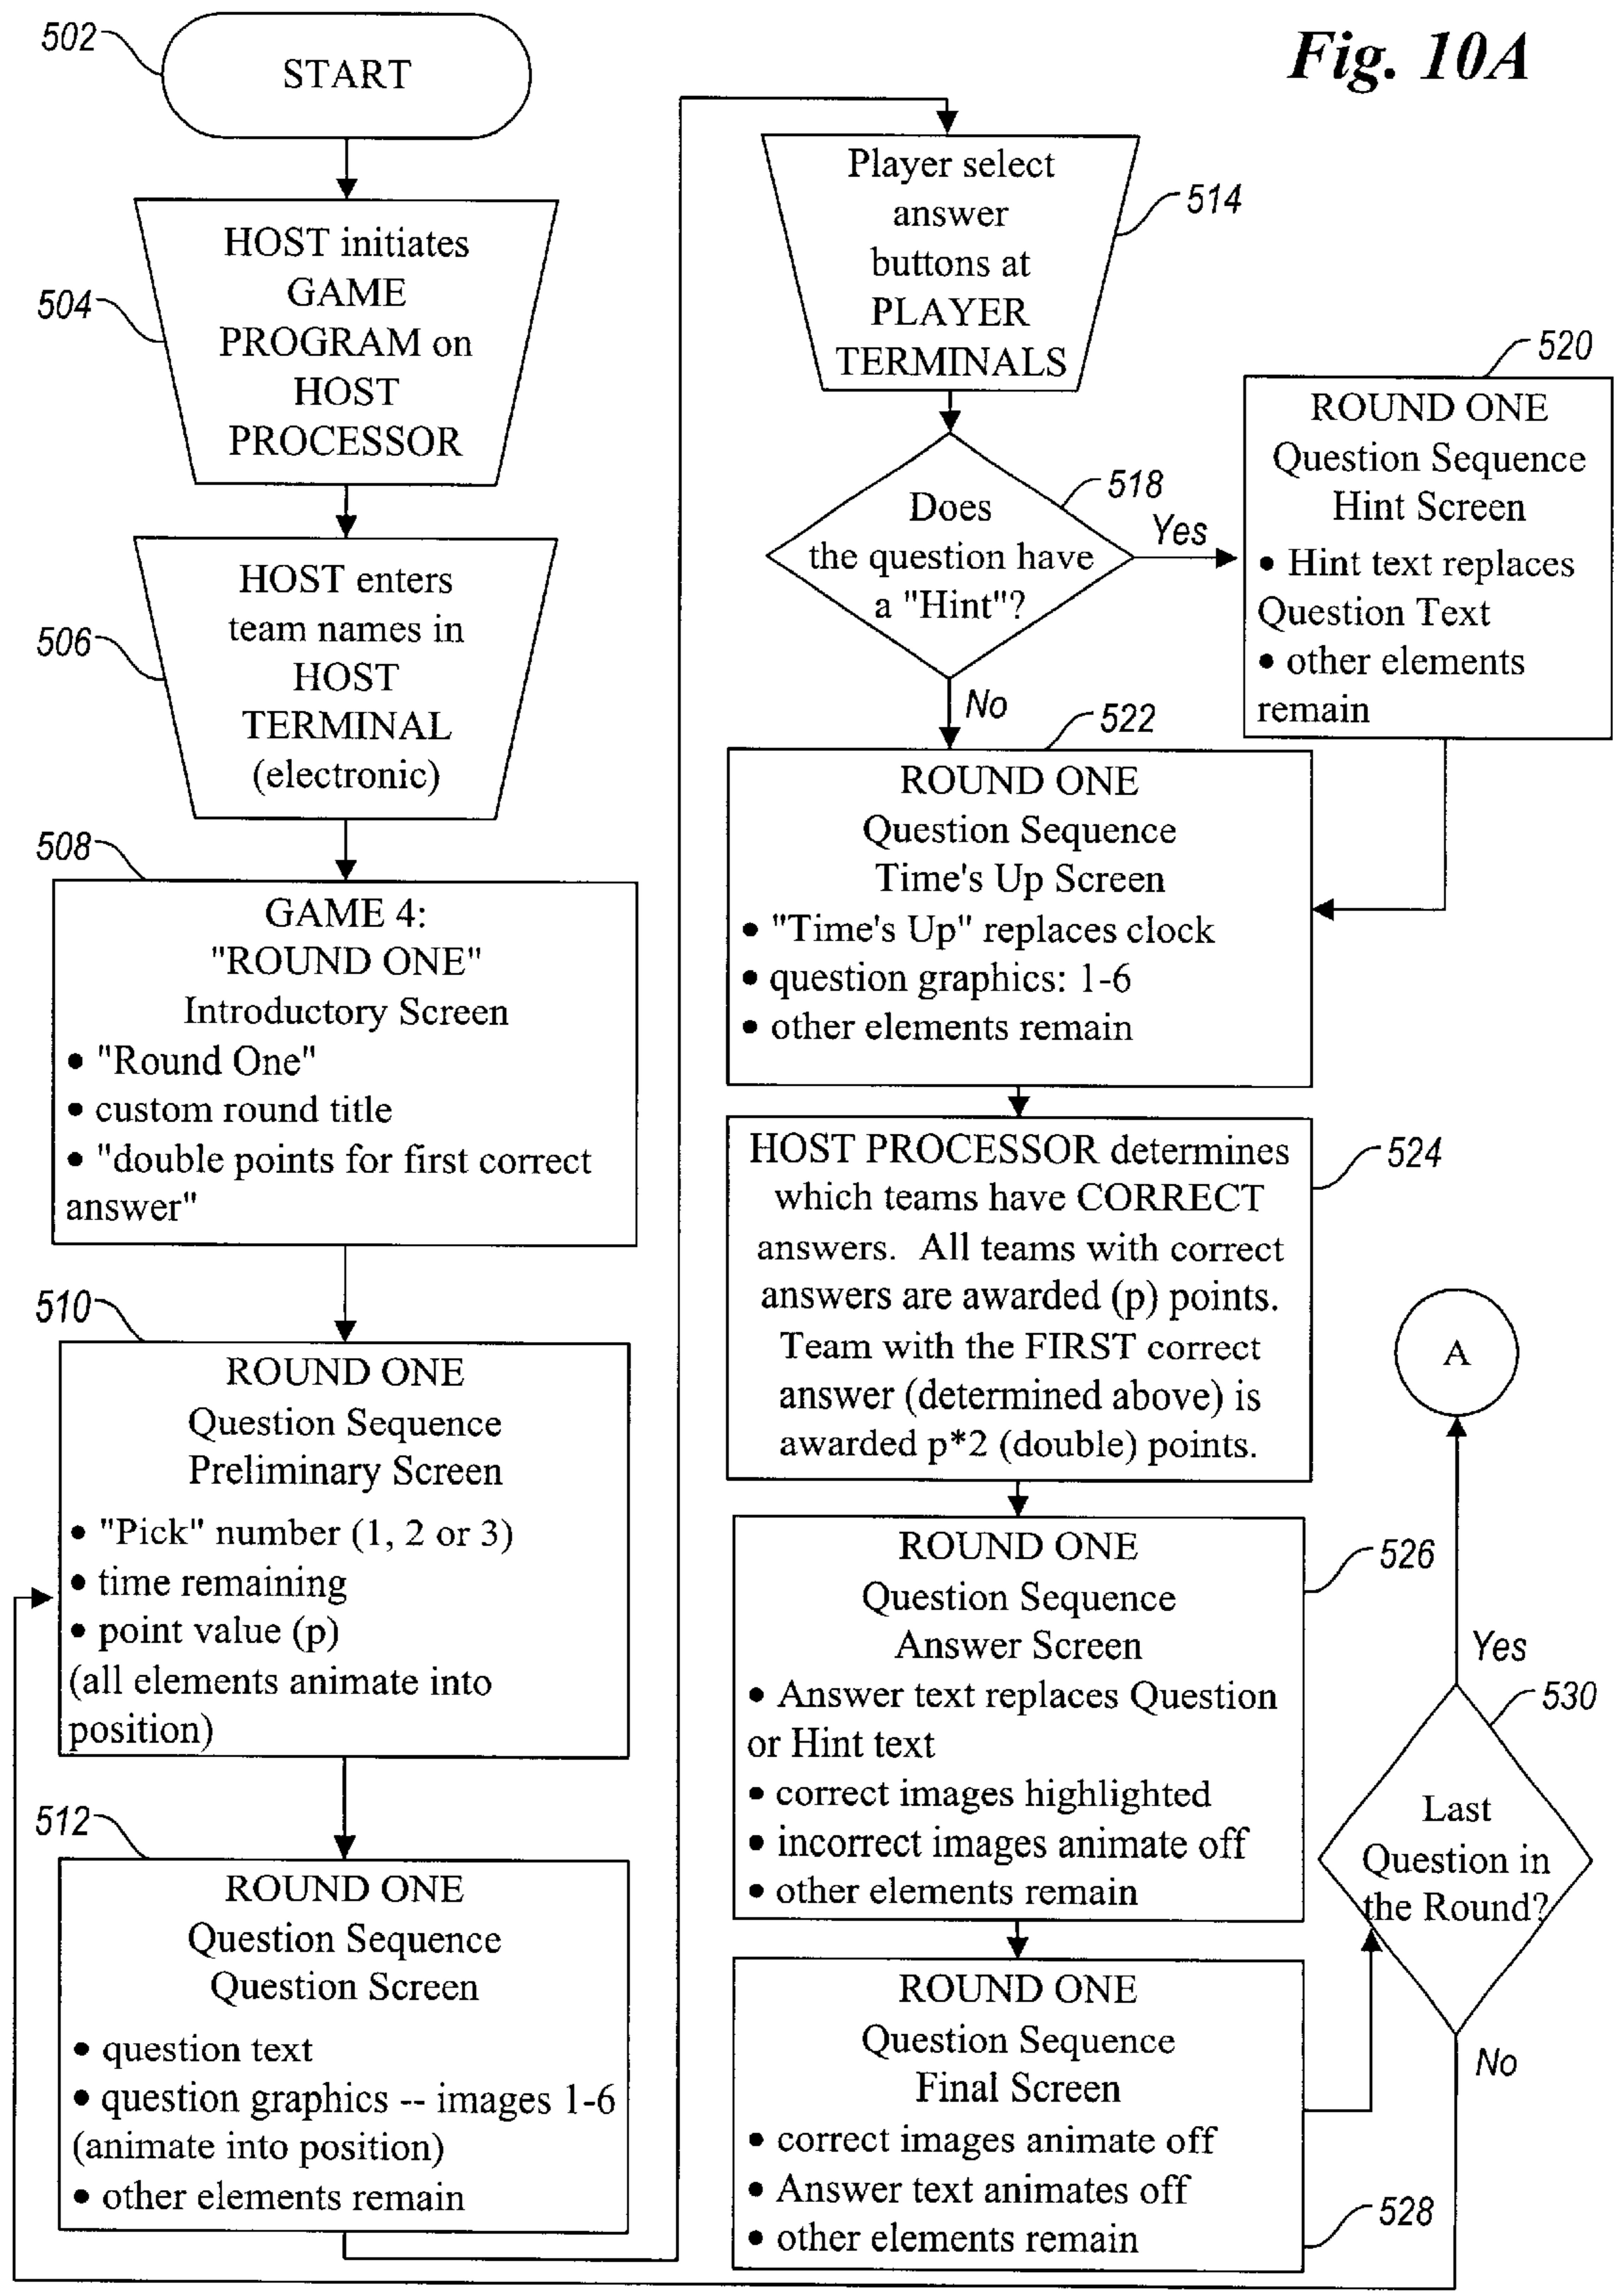 Fig. 10A
502
START
504
HOST initiates
GAME
PROGRAM on
HOST
PROCESSOR
506
HOST enters
team names in
HOST
TERMINAL
(electronic)
508
GAME 4:
"ROUND ONE"
Introductory Screen
• "Round One"
• custom round title
• "double points for first correct
answer"
510
ROUND ONE
Question Sequence
Preliminary Screen
• "Pick" number (1, 2 or 3)
• time remaining
• point value (p)
(all elements animate into
position)
512
ROUND ONE
Question Sequence
Question Screen
• question text
• question graphics -- images 1-6
(animate into position)
• other elements remain
Player select
answer
buttons at
PLAYER
TERMINALS
514
Does
the question have
a "Hint"?
518
Yes
No
520
ROUND ONE
Question Sequence
Hint Screen
• Hint text replaces
Question Text
• other elements
remain
522
ROUND ONE
Question Sequence
Time's Up Screen
• "Time's Up" replaces clock
• question graphics: 1-6
• other elements remain
HOST PROCESSOR determines
which teams have CORRECT
answers. All teams with correct
answers are awarded (p) points.
Team with the FIRST correct
answer (determined above) is
awarded p*2 (double) points.
524
ROUND ONE
Question Sequence
Answer Screen
• Answer text replaces Question
or Hint text
• correct images highlighted
• incorrect images animate off
• other elements remain
526
ROUND ONE
Question Sequence
Final Screen
• correct images animate off
• Answer text animates off
• other elements remain
528
A
Yes
530
Last
Question in
the Round?
No